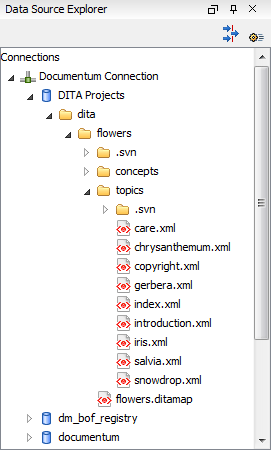 Data Source Explorer
Connections
Documentum Connection
DITA Projects
dita
flowers
.svn
concepts
topics
.svn
care.xml
chrysanthemum.xml
copyright.xml
gerbera.xml
index.xml
introduction.xml
iris.xml
salvia.xml
snowdrop.xml
flowers.ditamap
dm_bof_registry
documentum